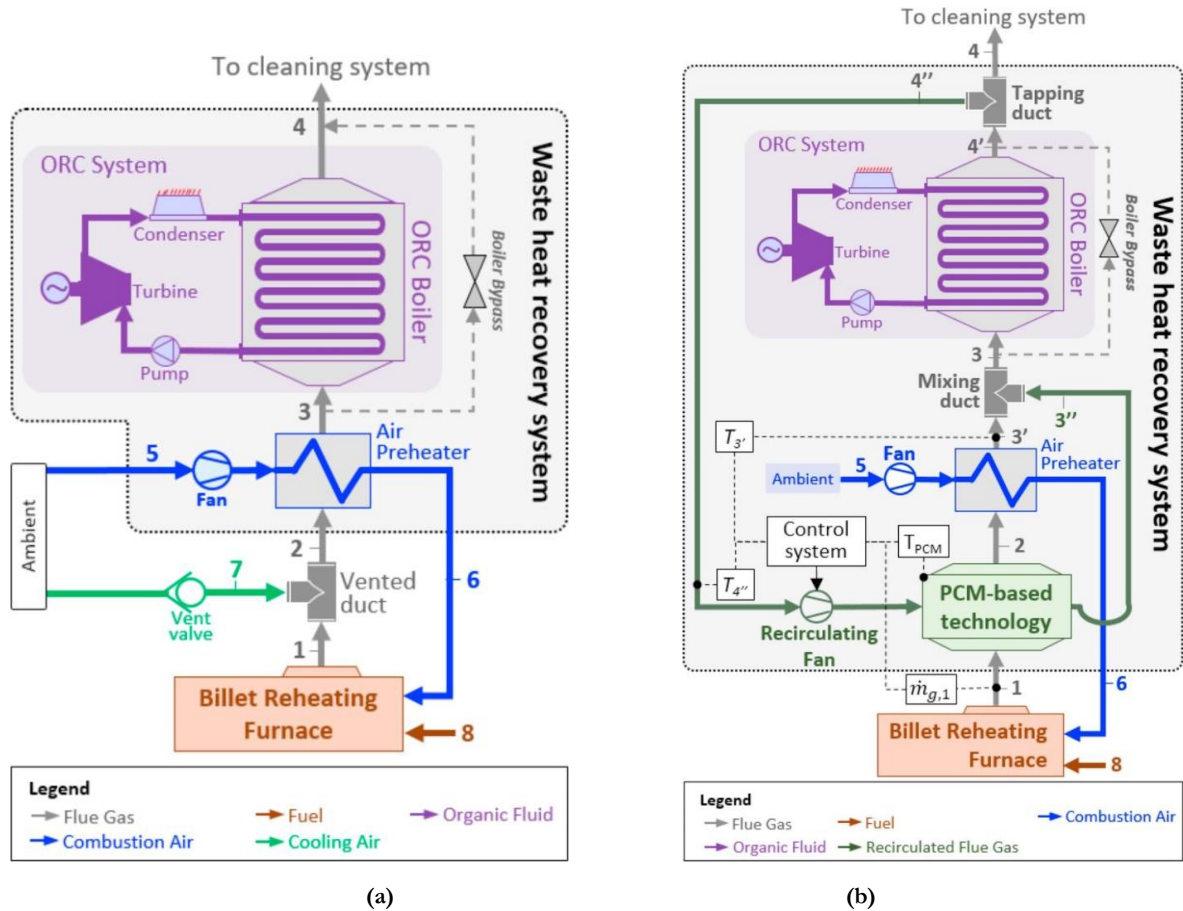 To cleaning system
4
ORC System
Condenser
Turbine
Pump
ORC Boiler
Boiler Bypass
Waste heat recovery system
3
Air
Preheater
5
Fan
Ambient
2
6
7
Vent
valve
Vented
duct
1
Billet Reheating
Furnace
8
Legend
Flue Gas
Fuel
Organic Fluid
Combustion Air
Cooling Air
(a)
To cleaning system
4
4''
Tapping
duct
4'
ORC System
Condenser
Turbine
Pump
ORC Boiler
Boiler Bypass
Waste heat recovery system
3
Mixing
duct
3''
T3'
3'
Air
Preheater
Ambient
5
Fan
Control
system
TPCM
2
T4''
PCM-based
technology
Recirculating
Fan
ṁg,1
1
6
Billet Reheating
Furnace
8
Legend
Flue Gas
Fuel
Combustion Air
Organic Fluid
Recirculated Flue Gas
(b)